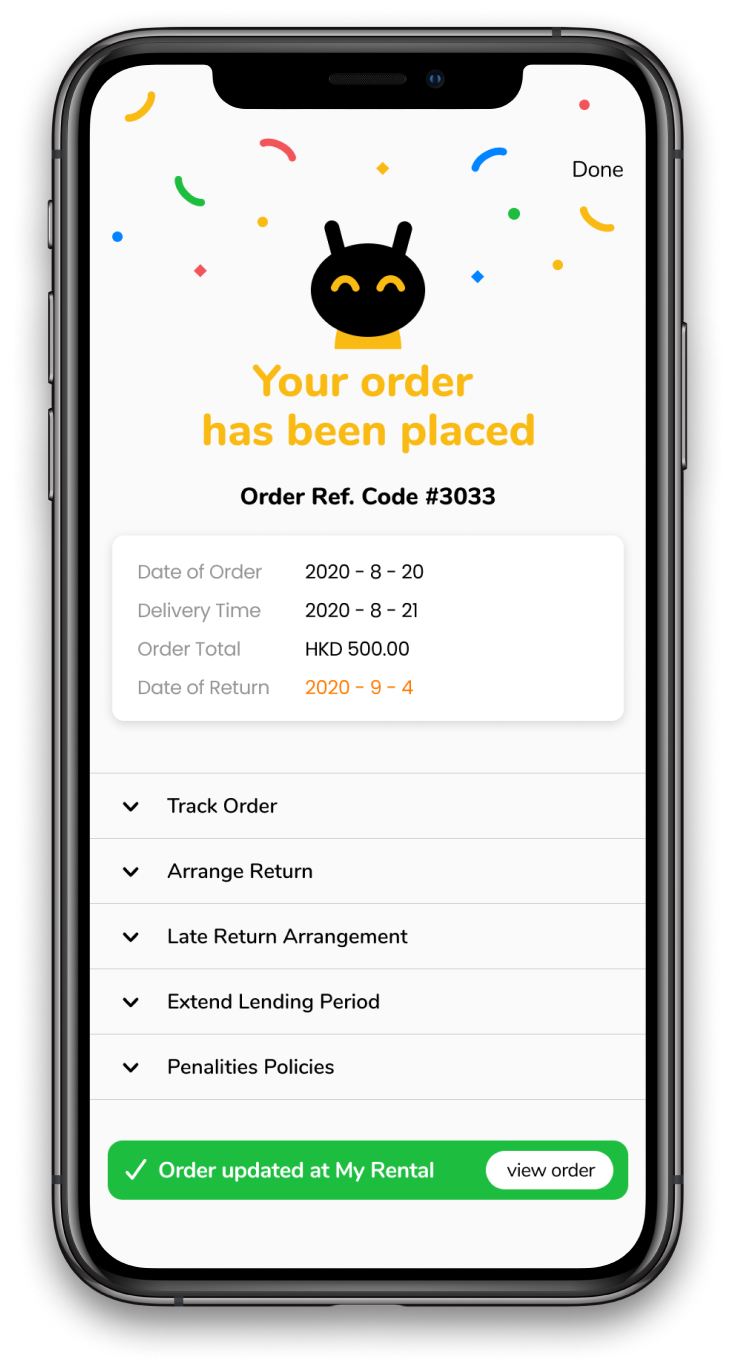 Done
Your order
has been placed
Order Ref. Code #3033
Date of Order 2020 - 8 - 20
Delivery Time 2020 - 8 - 21
Order Total HKD 500.00
Date of Return 2020 - 9 - 4
Track Order
Arrange Return
Late Return Arrangement
Extend Lending Period
Penalities Policies
Order updated at My Rental view order